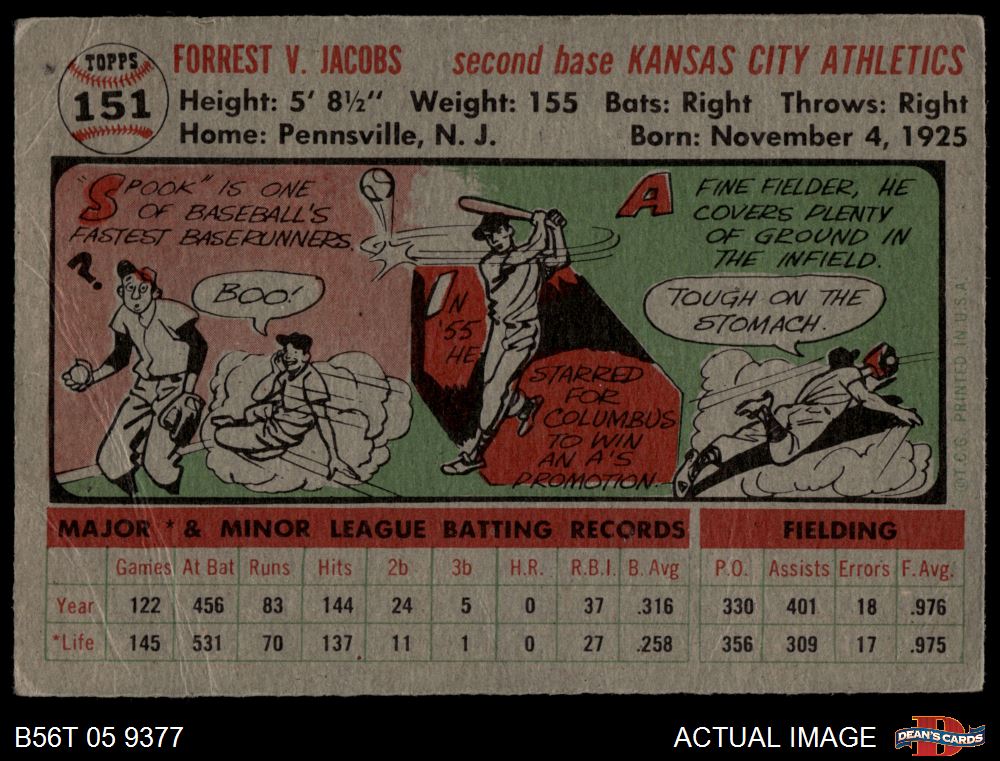 TOPPS
151
FORREST V. JACOBS second base KANSAS CITY ATHLETICS
Height: 5' 8½" Weight: 155 Bats: Right Throws: Right
Home: Pennsville, N. J. Born: November 4, 1925
"SPOOK" IS ONE
OF BASEBALL'S
FASTEST BASERUNNERS.
?
BOO!
IN
'55
HE
STARRED
FOR
COLUMBUS
TO WIN
AN A'S
PROMOTION.
A FINE FIELDER, HE
COVERS PLENTY
OF GROUND IN
THE INFIELD.
TOUGH ON THE
STOMACH.
©T.C.G. PRINTED IN U.S.A.
MAJOR * & MINOR LEAGUE BATTING RECORDS FIELDING
Games At Bat Runs Hits 2b 3b H.R. R.B.I. B. Avg P.O. Assists Errors F. Avg.
Year 122 456 83 144 24 5 0 37 .316 330 401 18 .976
*Life 145 531 70 137 11 1 0 27 .258 356 309 17 .975
B56T 05 9377 ACTUAL IMAGE
D
DEAN'S CARDS